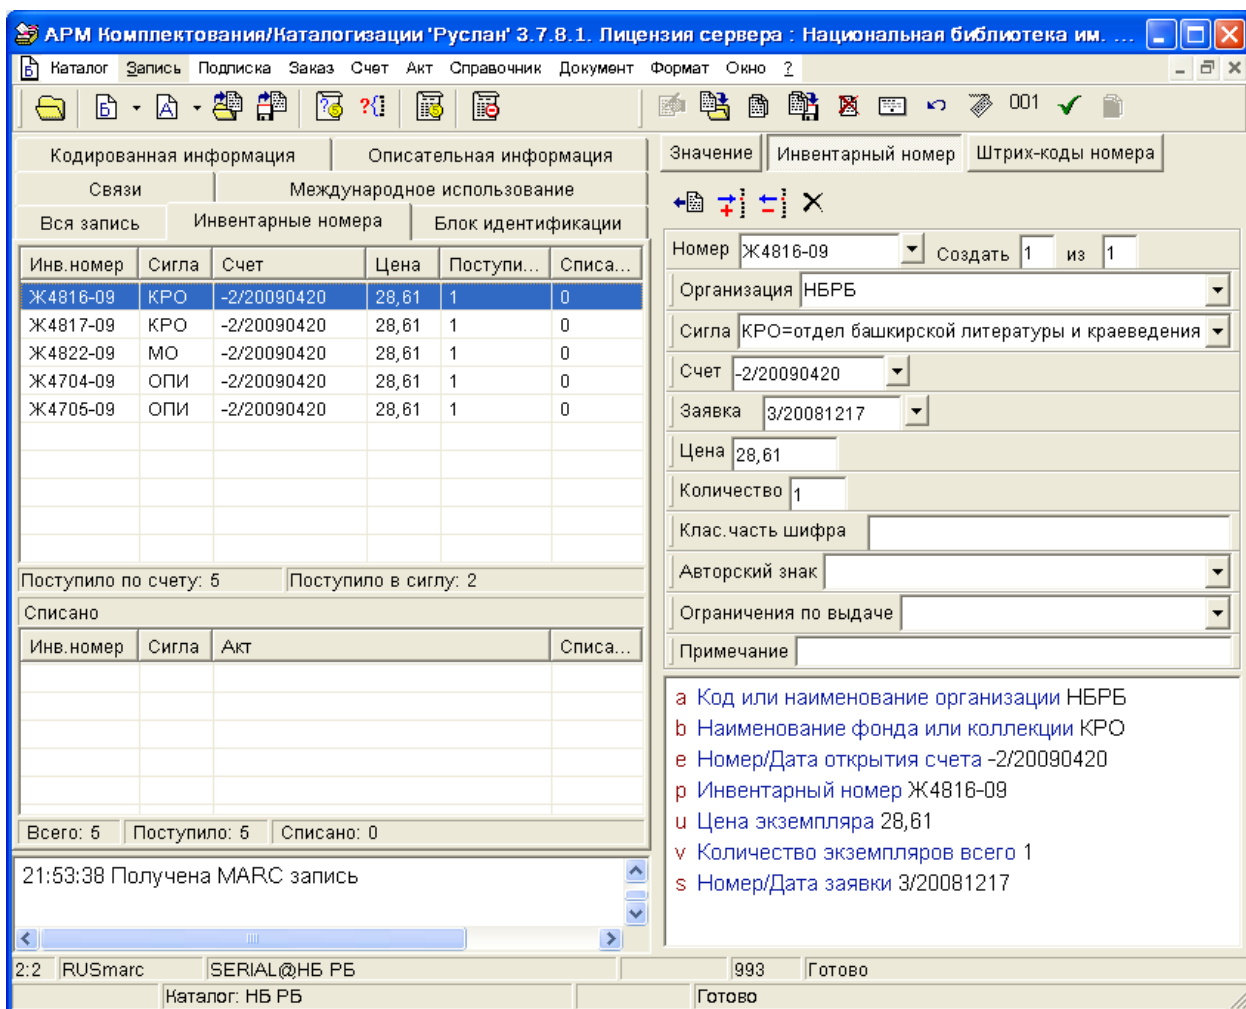 АРМ Комплектования/Каталогизации 'Руслан' 3.7.8.1. Лицензия сервера : Национальная библиотека им. ...
Каталог Запись Подписка Заказ Счет Акт Справочник Документ Формат Окно ?
001
Кодированная информация Описательная информация
Связи Международное использование
Вся запись Инвентарные номера Блок идентификации
Инв.номер Сигла Счет Цена Поступи... Списа...
Ж4816-09 КРО -2/20090420 28,61 1 0
Ж4817-09 КРО -2/20090420 28,61 1 0
Ж4822-09 МО -2/20090420 28,61 1 0
Ж4704-09 ОПИ -2/20090420 28,61 1 0
Ж4705-09 ОПИ -2/20090420 28,61 1 0
Поступило по счету: 5 Поступило в сиглу: 2
Списано
Инв.номер Сигла Акт Списа...
Всего: 5 Поступило: 5 Списано: 0
21:53:38 Получена MARC запись
Значение Инвентарный номер Штрих-коды номера
Номер Ж4816-09 Создать 1 из 1
Организация НБРБ
Сигла КРО=отдел башкирской литературы и краеведения
Счет -2/20090420
Заявка 3/20081217
Цена 28,61
Количество 1
Клас.часть шифра
Авторский знак
Ограничения по выдаче
Примечание
a Код или наименование организации НБРБ
b Наименование фонда или коллекции КРО
e Номер/Дата открытия счета -2/20090420
p Инвентарный номер Ж4816-09
u Цена экземпляра 28,61
v Количество экземпляров всего 1
s Номер/Дата заявки 3/20081217
2:2 RUSmarc SERIAL@НБ РБ 993 Готово
Каталог: НБ РБ Готово